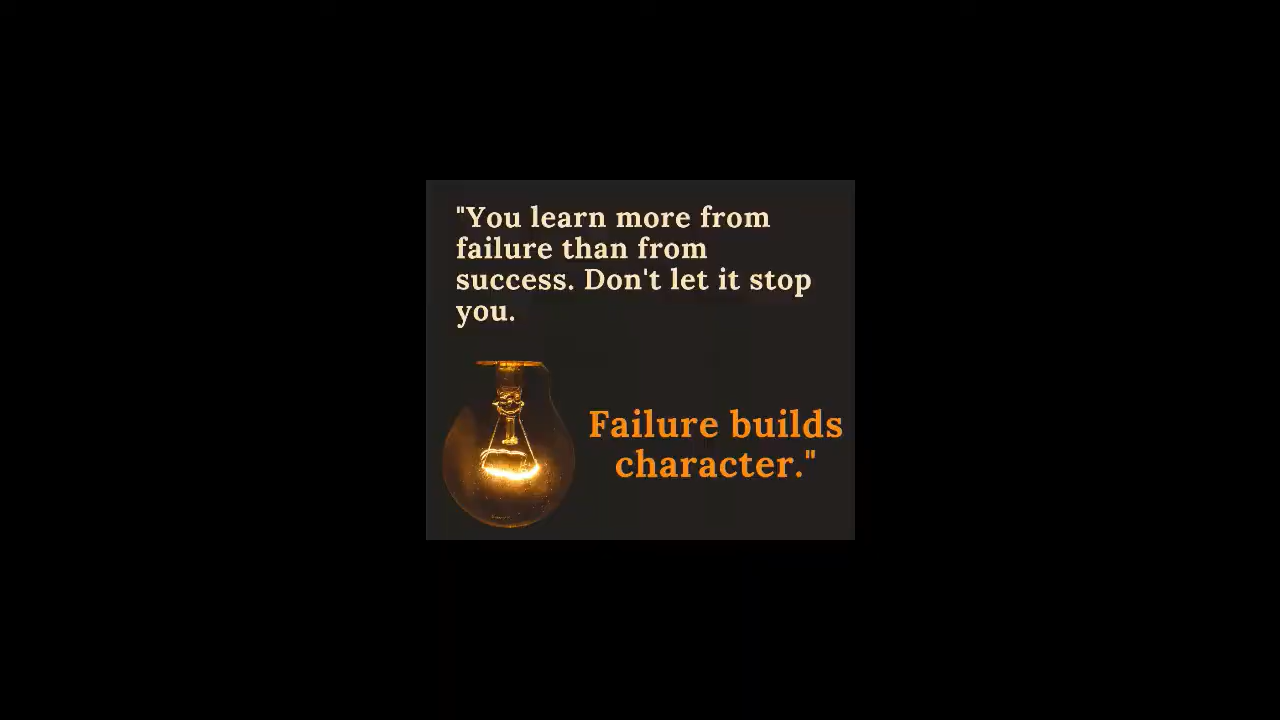 "You learn more from
failure than from
success. Don't let it stop
you.
Failure builds
character."